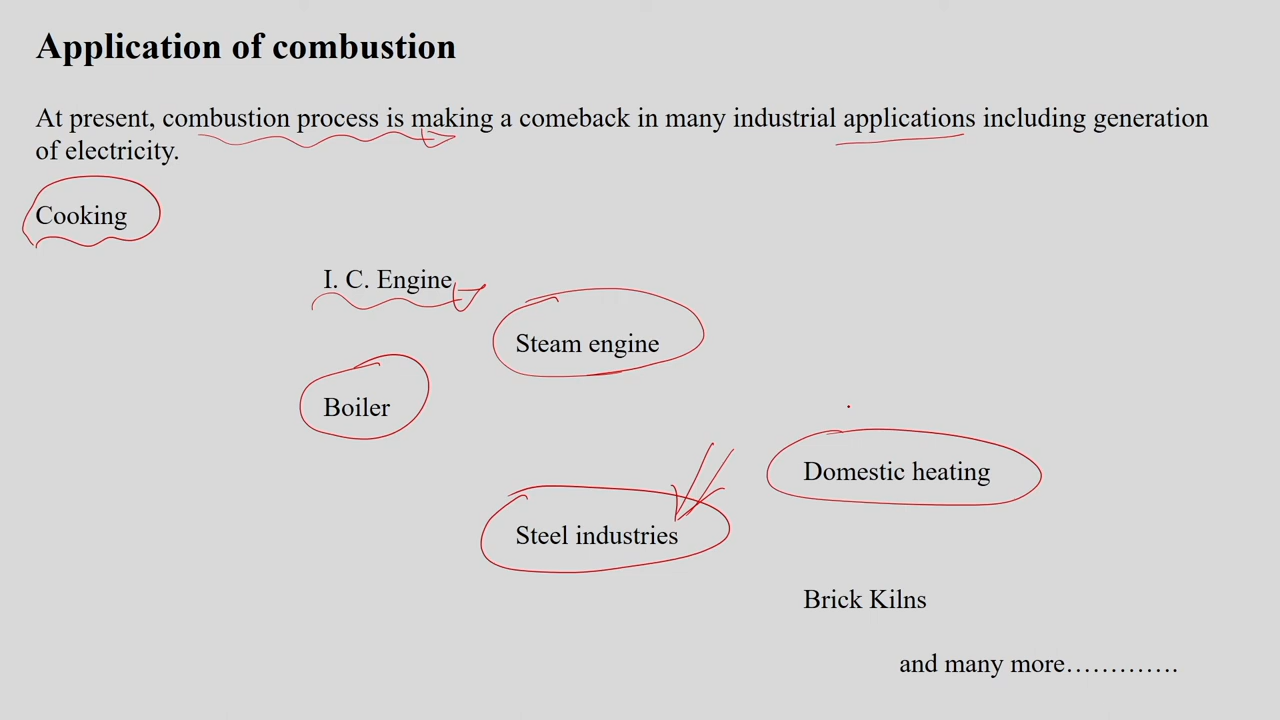 Application of combustion
At present, combustion process is making a comeback in many industrial applications including generation
of electricity.
Cooking
I. C. Engine
Steam engine
Boiler
Domestic heating
Steel industries
Brick Kilns
and many more………….